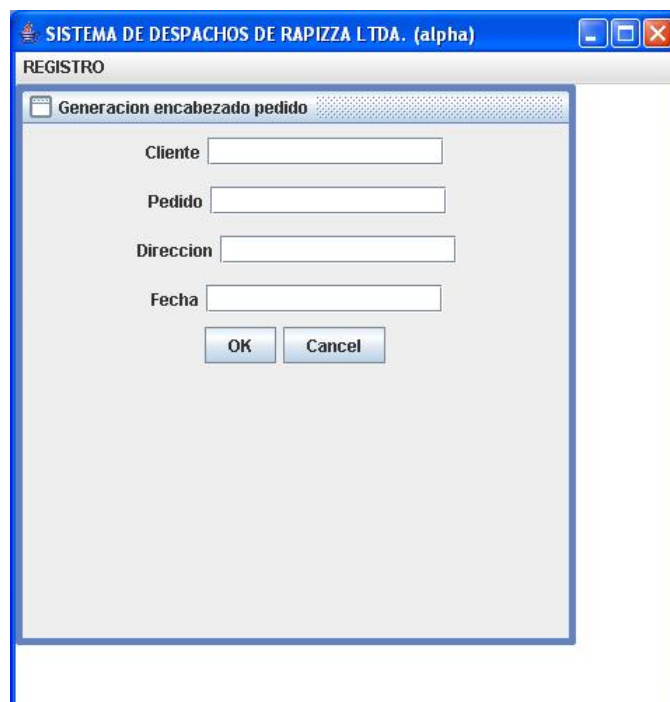 SISTEMA DE DESPACHOS DE RAPIZZA LTDA. (alpha)
REGISTRO
Generacion encabezado pedido
Cliente
Pedido
Direccion
Fecha
OK Cancel